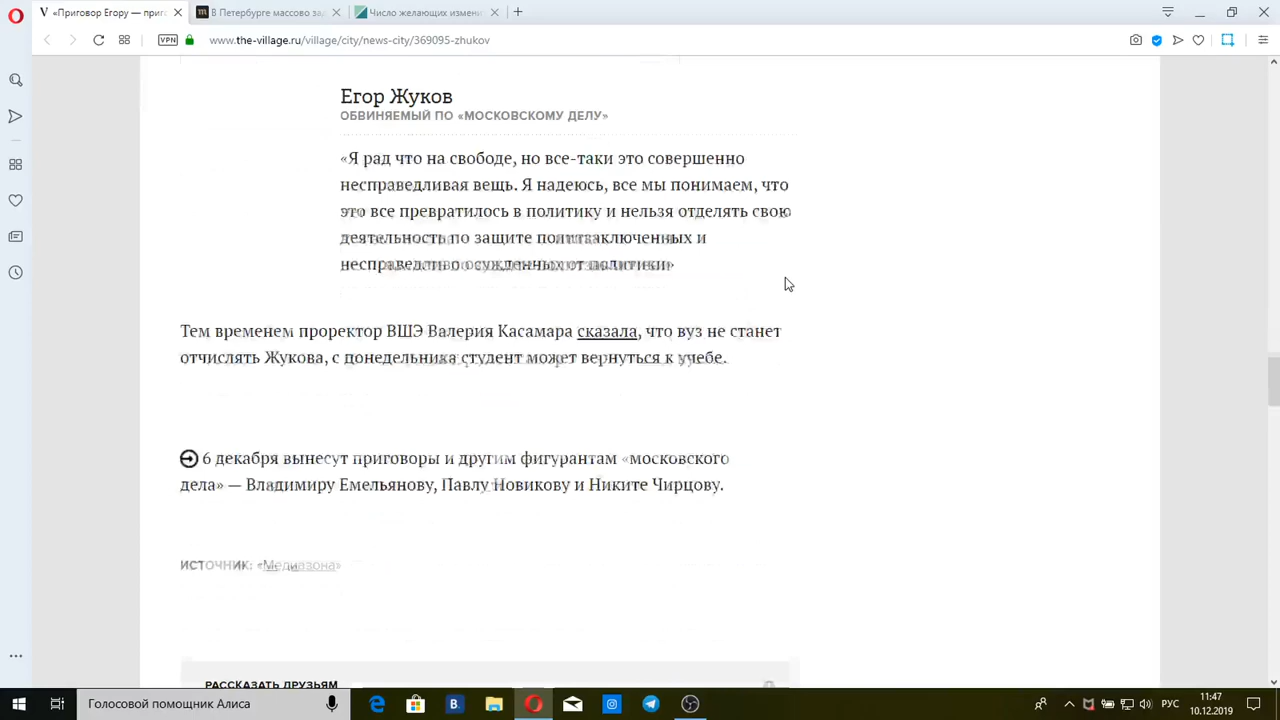 V «Приговор Егору — приг
m В Петербурге массово за
Число желающих измени
VPN
www.the-village.ru/village/city/news-city/369095-zhukov
Егор Жуков
ОБВИНЯЕМЫЙ ПО «МОСКОВСКОМУ ДЕЛУ»
«Я рад что на свободе, но все-таки это совершенно
несправедливая вещь. Я надеюсь, все мы понимаем, что
это все превратилось в политику и нельзя отделять свою
деятельность по защите политзаключенных и
несправедливо осужденных от политики»
Тем временем проректор ВШЭ Валерия Касамара сказала, что вуз не станет
отчислять Жукова, с донедельника студент может вернуться к учебе.
6 декабря вынесут приговоры и другим фигурантам «московского
дела» — Владимиру Емельянову, Павлу Новикову и Никите Чирцову.
ИСТОЧНИК: «Медиазона»
РАССКАЗАТЬ ДРУЗЬЯМ
Голосовой помощник Алиса
РУС
11:47
10.12.2019